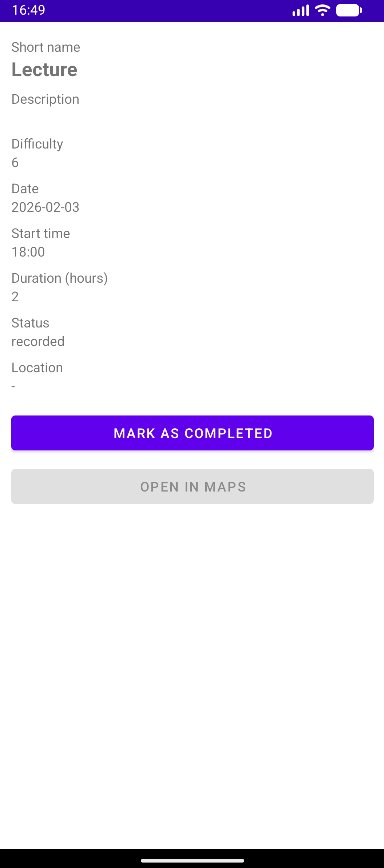 16:49
Short name
Lecture
Description
Difficulty
6
Date
2026-02-03
Start time
18:00
Duration (hours)
2
Status
recorded
Location
-
MARK AS COMPLETED
OPEN IN MAPS